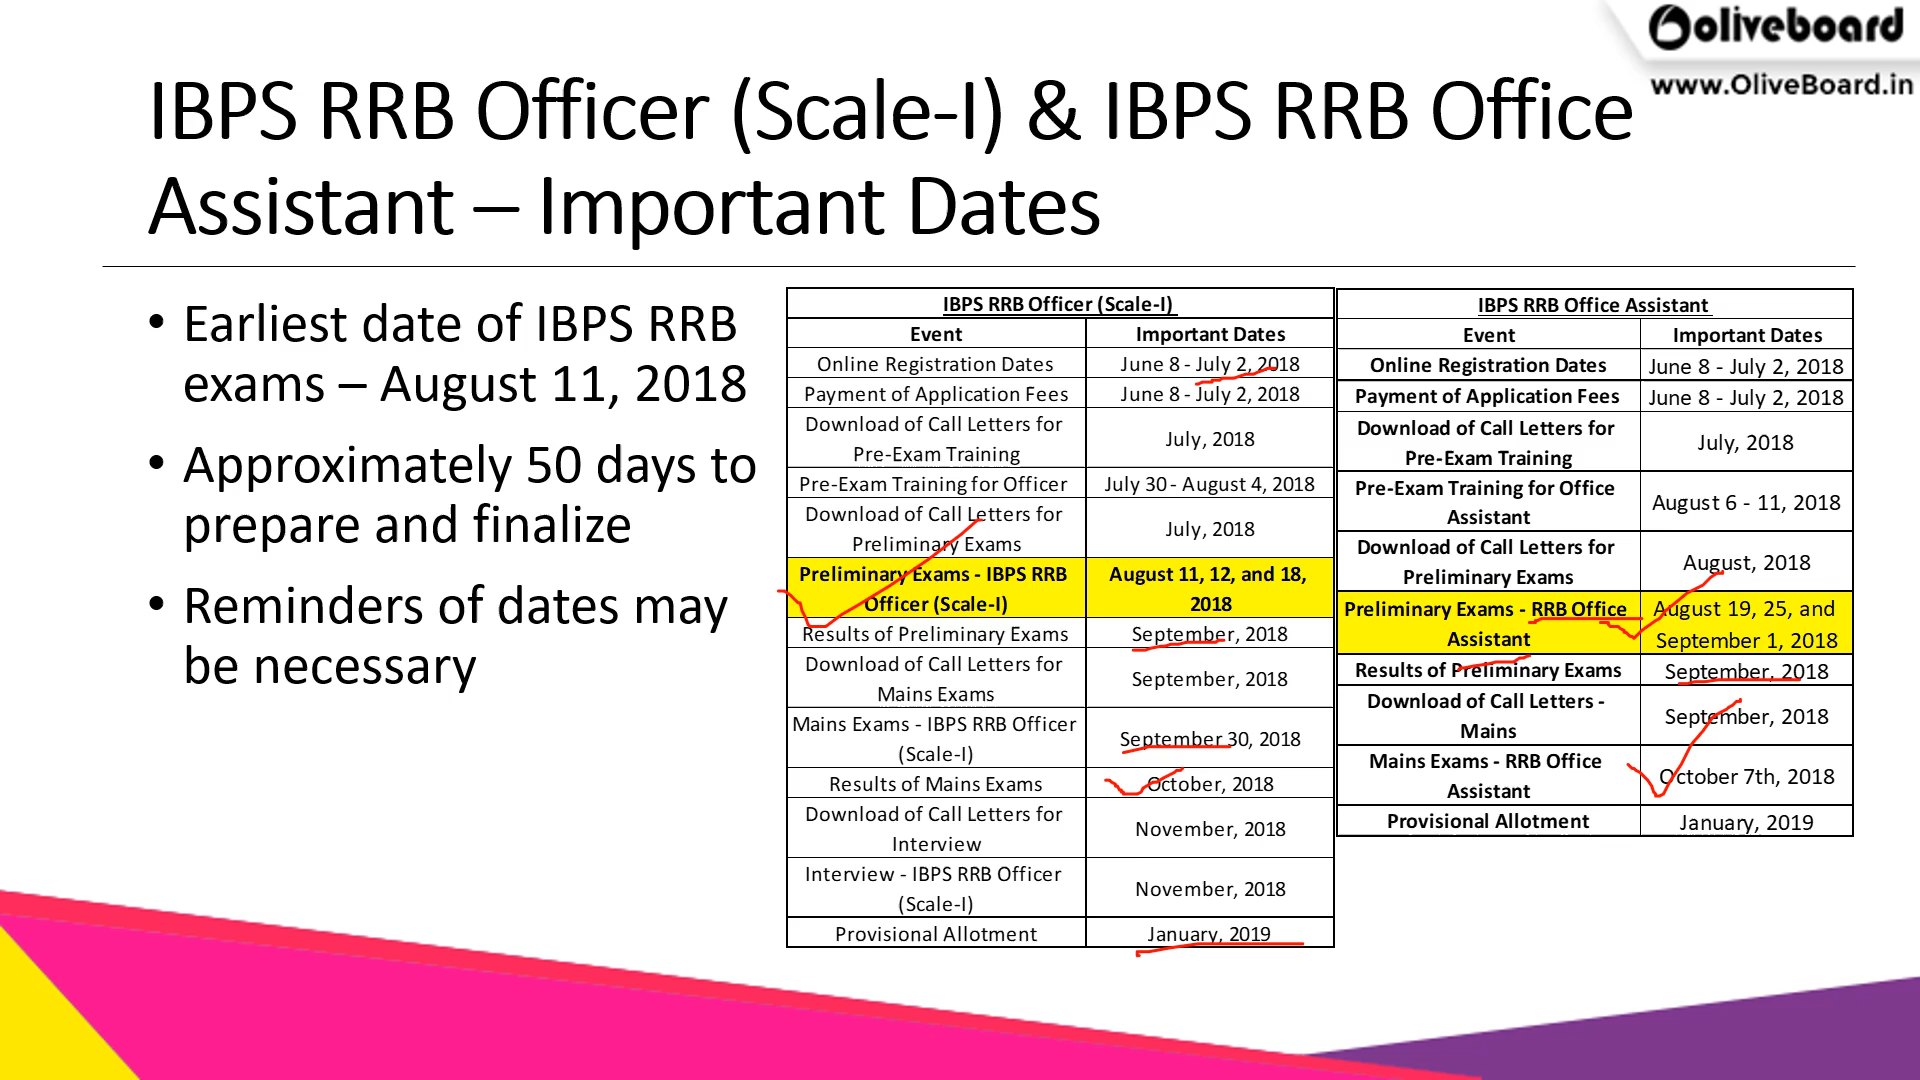 oliveboard
www.OliveBoard.in
IBPS RRB Officer (Scale-I) & IBPS RRB Office
Assistant – Important Dates
• Earliest date of IBPS RRB
exams – August 11, 2018
• Approximately 50 days to
prepare and finalize
• Reminders of dates may
be necessary
IBPS RRB Officer (Scale-I)
Event Important Dates
Online Registration Dates June 8 - July 2, 2018
Payment of Application Fees June 8 - July 2, 2018
Download of Call Letters for
Pre-Exam Training July, 2018
Pre-Exam Training for Officer July 30 - August 4, 2018
Download of Call Letters for
Preliminary Exams July, 2018
Preliminary Exams - IBPS RRB August 11, 12, and 18,
Officer (Scale-I) 2018
Results of Preliminary Exams September, 2018
Download of Call Letters for
Mains Exams September, 2018
Mains Exams - IBPS RRB Officer
(Scale-I) September 30, 2018
Results of Mains Exams October, 2018
Download of Call Letters for
Interview November, 2018
Interview - IBPS RRB Officer
(Scale-I) November, 2018
Provisional Allotment January, 2019
IBPS RRB Office Assistant
Event Important Dates
Online Registration Dates June 8 - July 2, 2018
Payment of Application Fees June 8 - July 2, 2018
Download of Call Letters for
Pre-Exam Training July, 2018
Pre-Exam Training for Office
Assistant August 6 - 11, 2018
Download of Call Letters for
Preliminary Exams August, 2018
Preliminary Exams - RRB Office August 19, 25, and
Assistant September 1, 2018
Results of Preliminary Exams September, 2018
Download of Call Letters -
Mains September, 2018
Mains Exams - RRB Office
Assistant October 7th, 2018
Provisional Allotment January, 2019